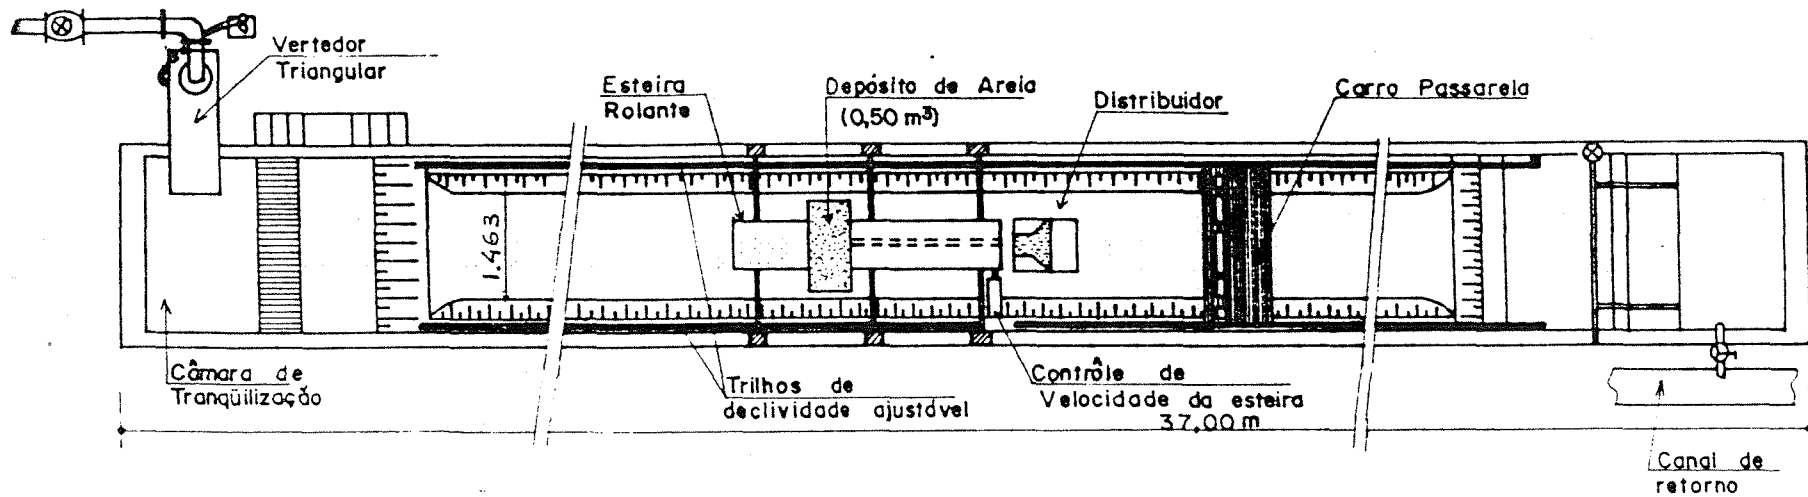 Vertedor
Triangular
Esteira
Rolante
Depósito de Areia
(0,50 m³)
Distribuidor
Carro Passarela
1.463
Câmara de
Tranqüilização
Trilhos de
declividade ajustável
Contrôle de
Velocidade da esteira
37,00 m
Canal de
retorno